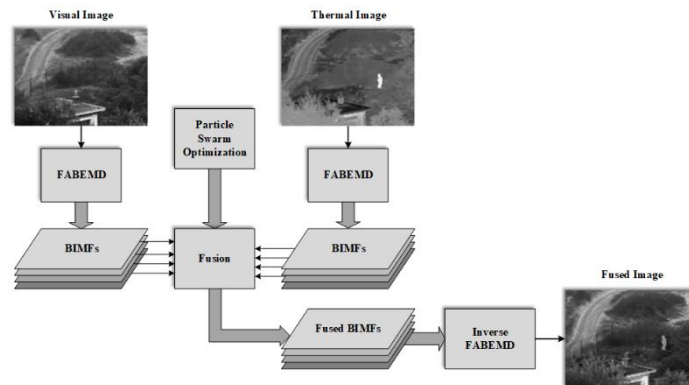 Visual Image
Thermal Image
Particle
Swarm
Optimization
FABEMD
FABEMD
BIMFs
Fusion
BIMFs
Fused Image
Fused BIMFs
Inverse
FABEMD